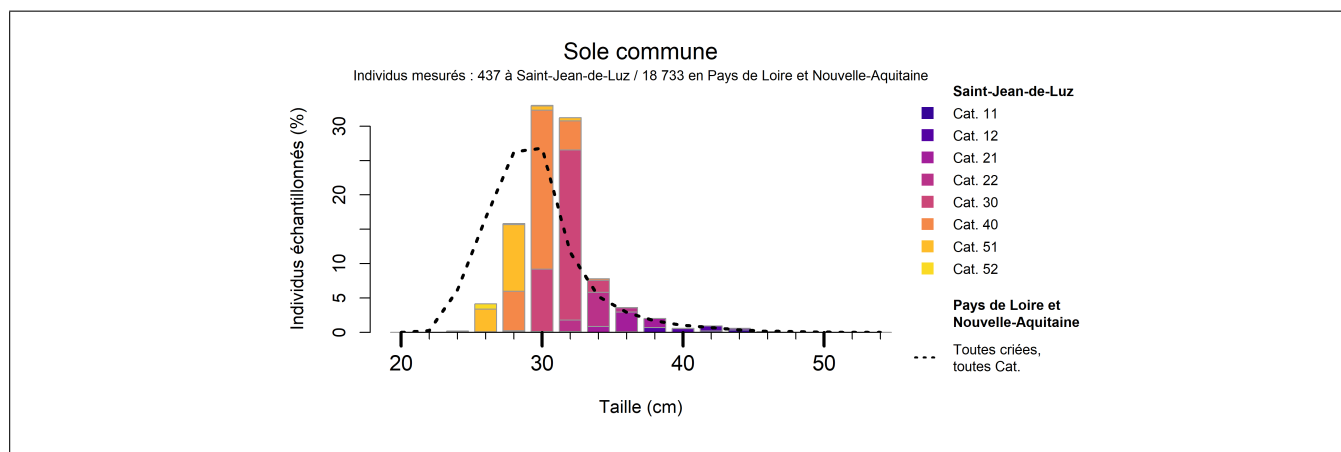 Sole commune
Individus mesurés : 437 à Saint-Jean-de-Luz / 18 733 en Pays de Loire et Nouvelle-Aquitaine
Individus échantillonnés (%)
30
20
10
5
0
20
30
40
50
Taille (cm)
Saint-Jean-de-Luz
Cat. 11
Cat. 12
Cat. 21
Cat. 22
Cat. 30
Cat. 40
Cat. 51
Cat. 52
Pays de Loire et
Nouvelle-Aquitaine
Toutes criées,
toutes Cat.